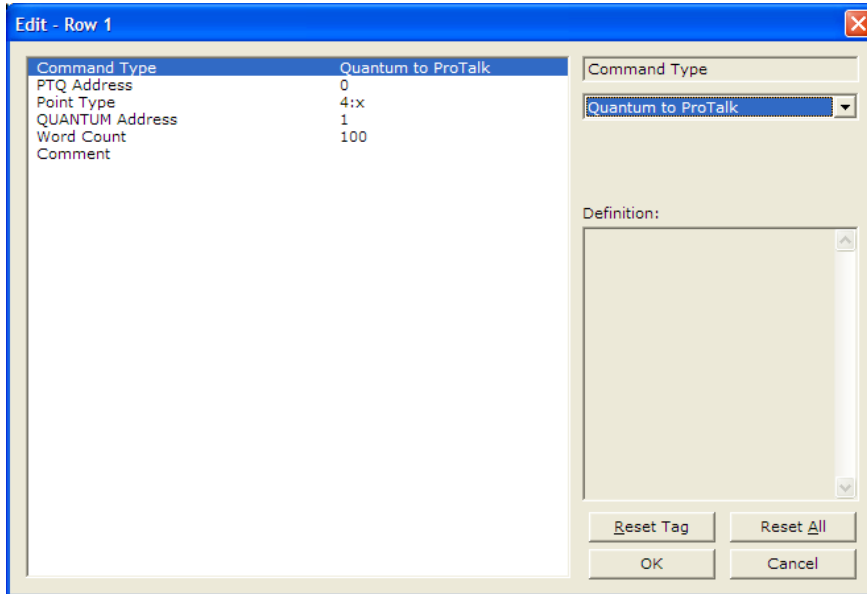 Edit - Row 1
Command Type Quantum to ProTalk
PTQ Address 0
Point Type 4:x
QUANTUM Address 1
Word Count 100
Comment
Command Type
Quantum to ProTalk
Definition:
Reset Tag Reset All
OK Cancel